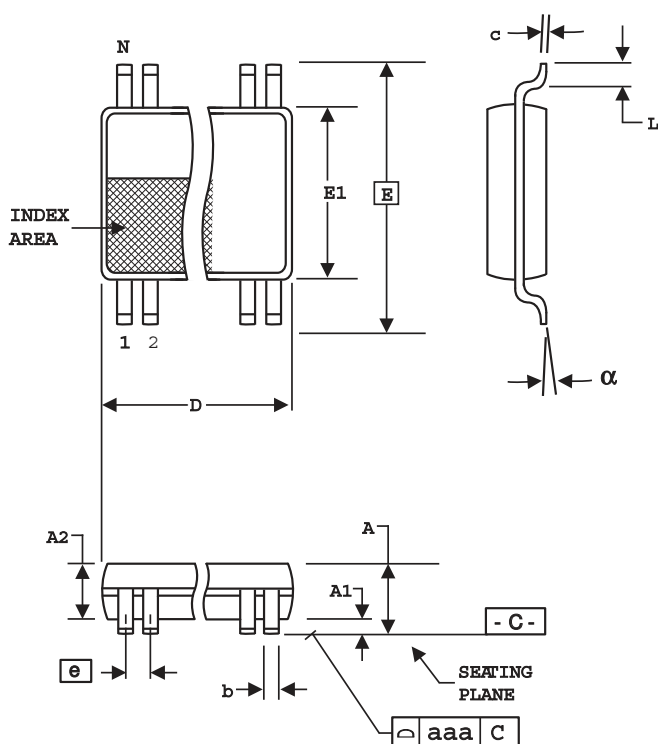 N
c
L
E1
E
INDEX
AREA
1 2
α
D
A2
A
A1
- C -
e
b
SEATING
PLANE
aaa C